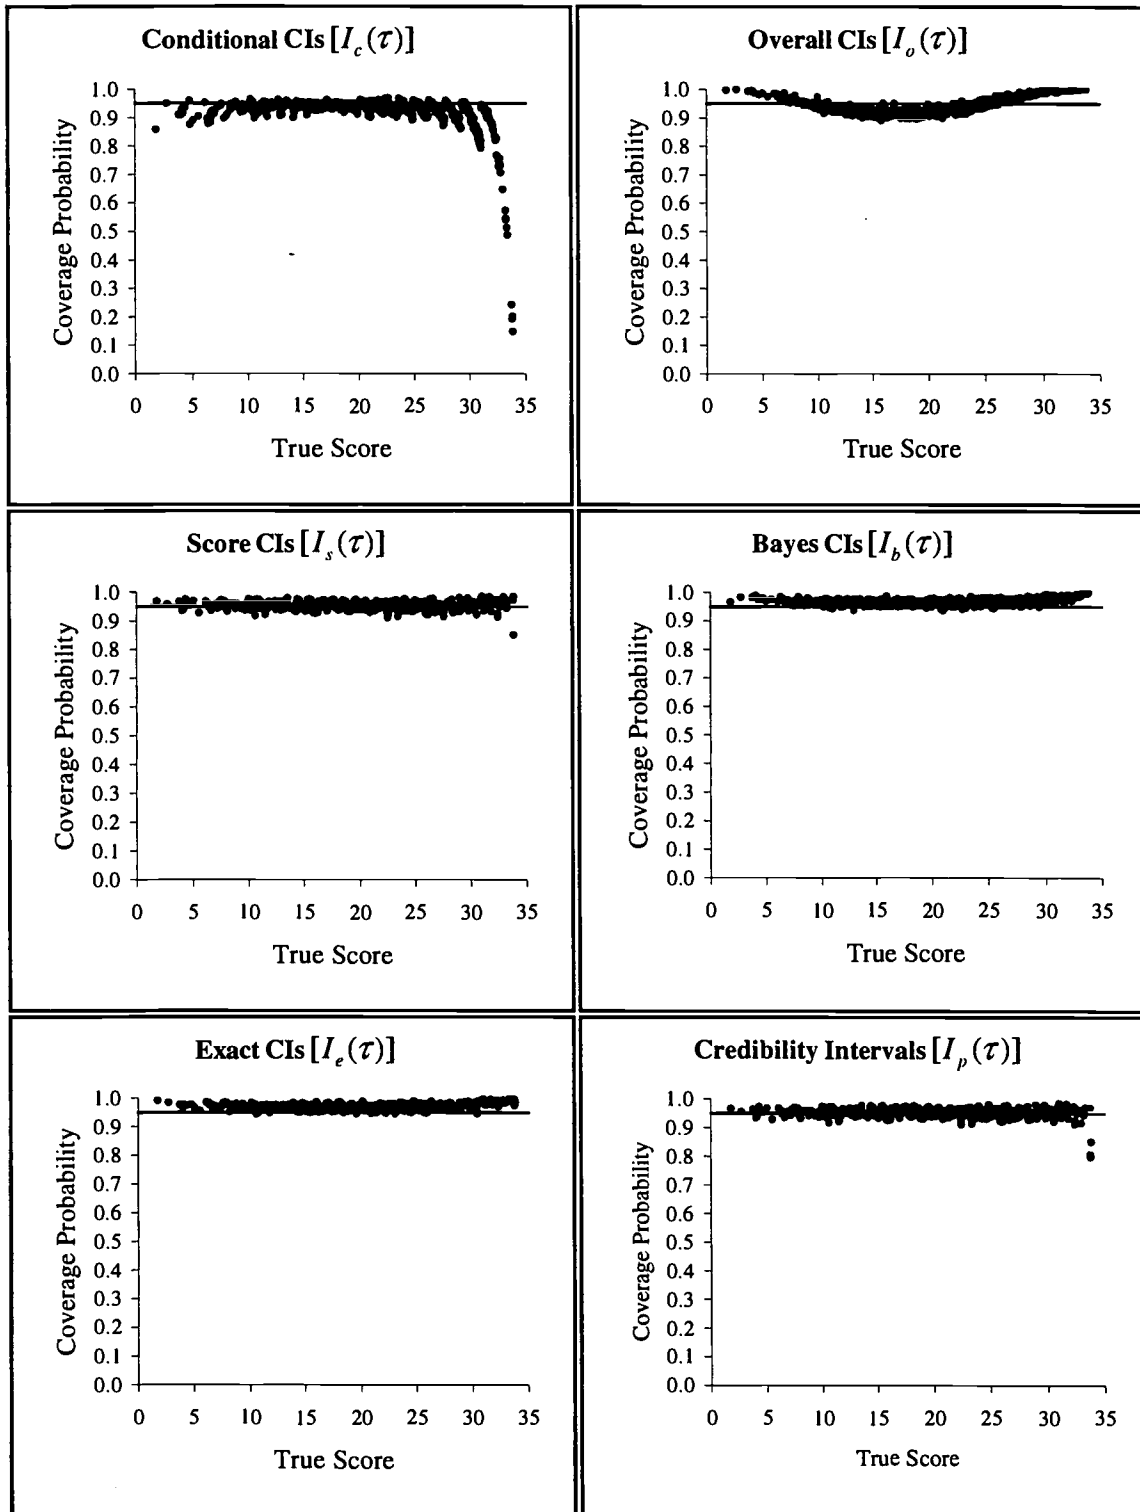 Conditional CIs [I_c(τ)]
Coverage Probability
1.0
0.9
0.8
0.7
0.6
0.5
0.4
0.3
0.2
0.1
0.0
0 5 10 15 20 25 30 35
True Score
Overall CIs [I_o(τ)]
Coverage Probability
1.0
0.9
0.8
0.7
0.6
0.5
0.4
0.3
0.2
0.1
0.0
0 5 10 15 20 25 30 35
True Score
Score CIs [I_s(τ)]
Coverage Probability
1.0
0.9
0.8
0.7
0.6
0.5
0.4
0.3
0.2
0.1
0.0
0 5 10 15 20 25 30 35
True Score
Bayes CIs [I_b(τ)]
Coverage Probability
1.0
0.9
0.8
0.7
0.6
0.5
0.4
0.3
0.2
0.1
0.0
0 5 10 15 20 25 30 35
True Score
Exact CIs [I_e(τ)]
Coverage Probability
1.0
0.9
0.8
0.7
0.6
0.5
0.4
0.3
0.2
0.1
0.0
0 5 10 15 20 25 30 35
True Score
Credibility Intervals [I_p(τ)]
Coverage Probability
1.0
0.9
0.8
0.7
0.6
0.5
0.4
0.3
0.2
0.1
0.0
0 5 10 15 20 25 30 35
True Score